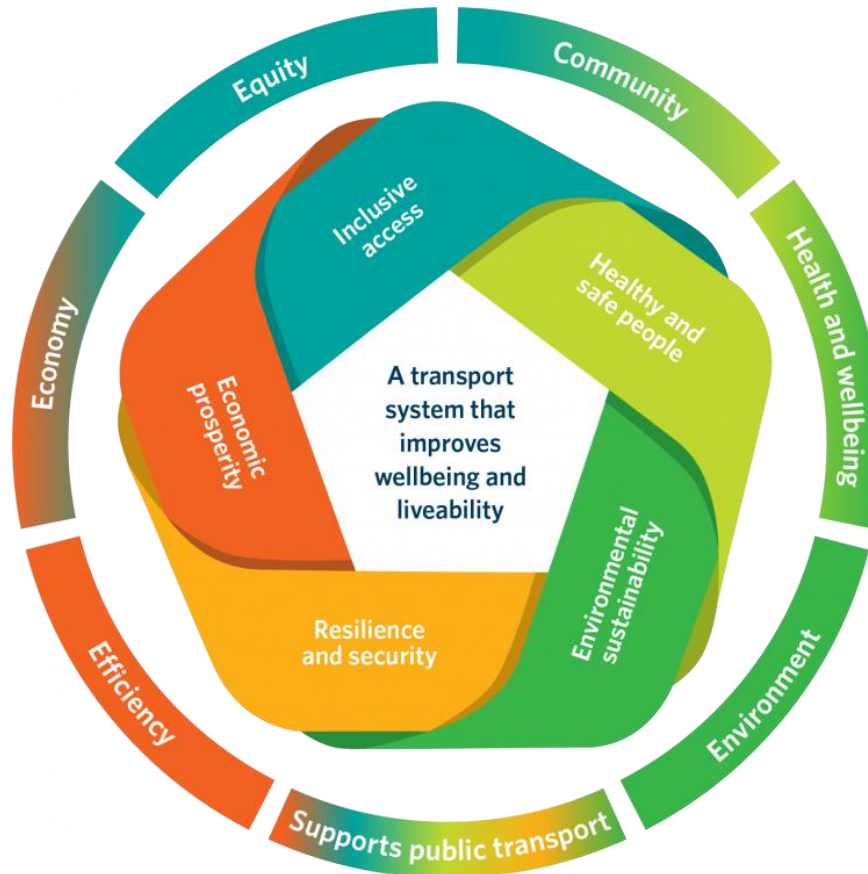 Equity
Community
Health and wellbeing
Environment
Supports public transport
Efficiency
Economy
Inclusive
access
Healthy and
safe people
Environmental
sustainability
Resilience
and security
Economic
prosperity
A transport
system that
improves
wellbeing and
liveability